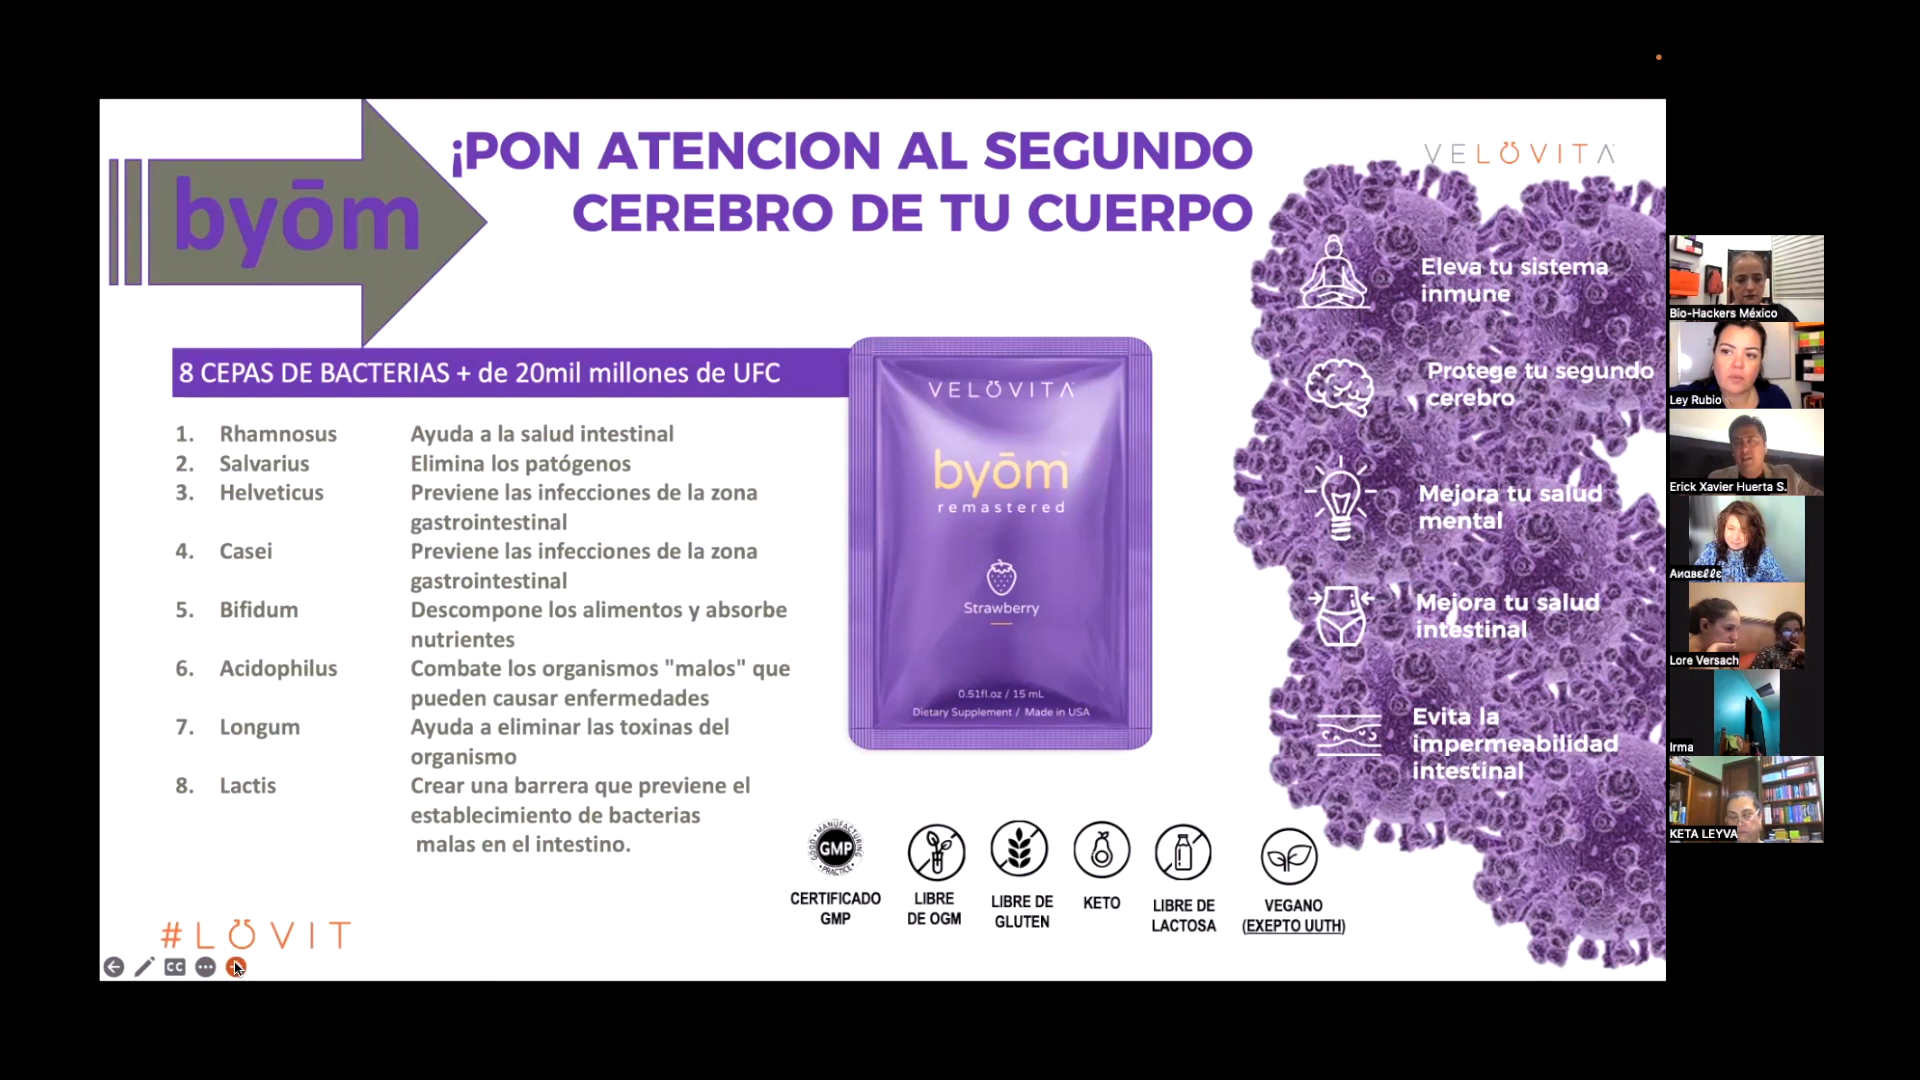 byōm
¡PON ATENCION AL SEGUNDO
CEREBRO DE TU CUERPO
VELOVITA
8 CEPAS DE BACTERIAS + de 20mil millones de UFC
1. Rhamnosus Ayuda a la salud intestinal
2. Salvarius Elimina los patógenos
3. Helveticus Previene las infecciones de la zona
gastrointestinal
4. Casei Previene las infecciones de la zona
gastrointestinal
5. Bifidum Descompone los alimentos y absorbe
nutrientes
6. Acidophilus Combate los organismos "malos" que
pueden causar enfermedades
7. Longum Ayuda a eliminar las toxinas del
organismo
8. Lactis Crear una barrera que previene el
establecimiento de bacterias
malas en el intestino.
VELOVITA
byōm
remastered
Strawberry
0.51fl.oz / 15 mL
Dietary Supplement / Made in USA
Eleva tu sistema
inmune
Protege tu segundo
cerebro
Mejora tu salud
mental
Mejora tu salud
intestinal
Evita la
impermeabilidad
intestinal
GOOD MANUFACTURING PRACTICE
GMP
CERTIFICADO
GMP
LIBRE
DE OGM
LIBRE DE
GLUTEN
KETO
LIBRE DE
LACTOSA
VEGANO
(EXEPTO UUTH)
#LOVIT
CC
Bio-Hackers México
Ley Rubio
Erick Xavier Huerta S.
Anabelle
Lore Versach
Irma
KETA LEYVA